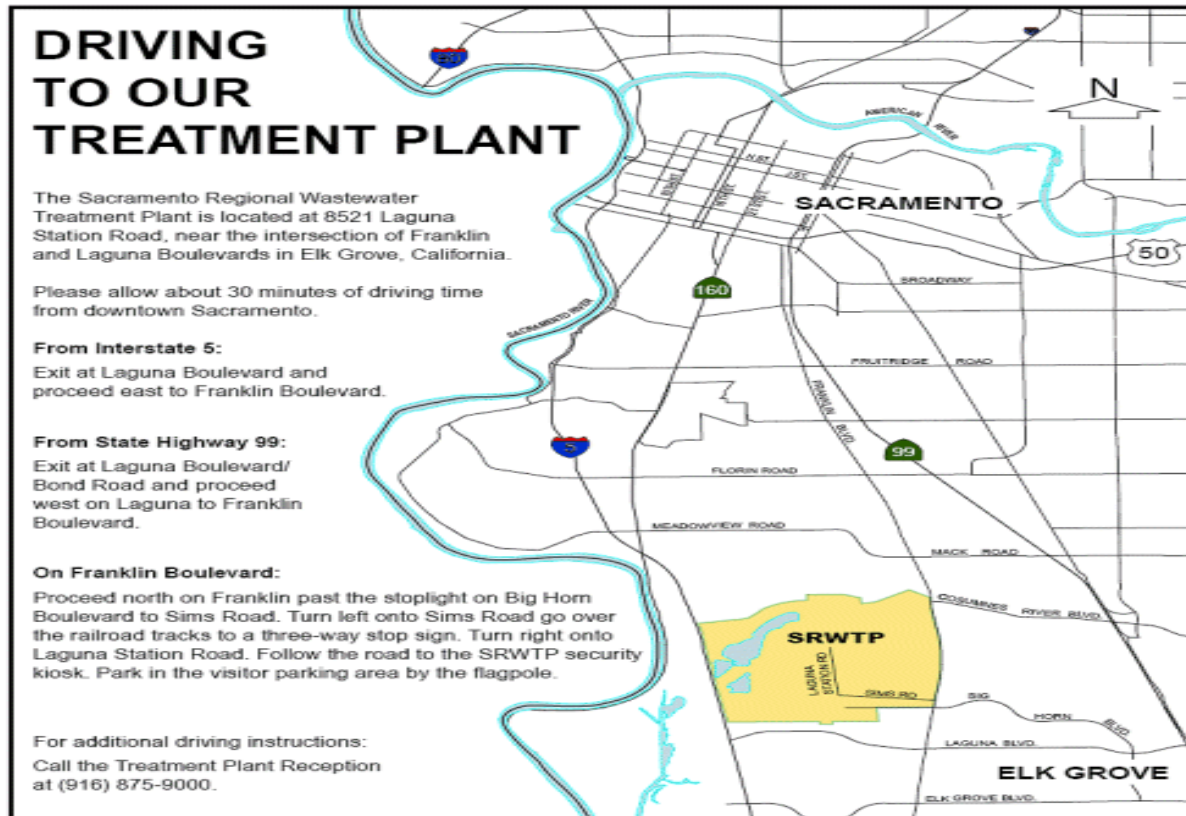 DRIVING
TO OUR
TREATMENT PLANT
The Sacramento Regional Wastewater
Treatment Plant is located at 8521 Laguna
Station Road, near the intersection of Franklin
and Laguna Boulevards in Elk Grove, California.
Please allow about 30 minutes of driving time
from downtown Sacramento.
From Interstate 5:
Exit at Laguna Boulevard and
proceed east to Franklin Boulevard.
From State Highway 99:
Exit at Laguna Boulevard/
Bond Road and proceed
west on Laguna to Franklin
Boulevard.
On Franklin Boulevard:
Proceed north on Franklin past the stoplight on Big Horn
Boulevard to Sims Road. Turn left onto Sims Road go over
the railroad tracks to a three-way stop sign. Turn right onto
Laguna Station Road. Follow the road to the SRWTP security
kiosk. Park in the visitor parking area by the flagpole.
For additional driving instructions:
Call the Treatment Plant Reception
at (916) 875-9000.
80
N
AMERICAN
RIVER
N ST.
J ST.
SACRAMENTO
50
160
BROADWAY
SACRAMENTO RIVER
FRUITRIDGE ROAD
FRANKLIN BLVD.
5
99
FLORIN ROAD
MEADOWVIEW ROAD
MACK ROAD
COSUMNES RIVER BLVD.
SRWTP
LAGUNA
STATION RD
SIMS RD
BIG
HORN
BLVD.
LAGUNA BLVD.
ELK GROVE
ELK GROVE BLVD.